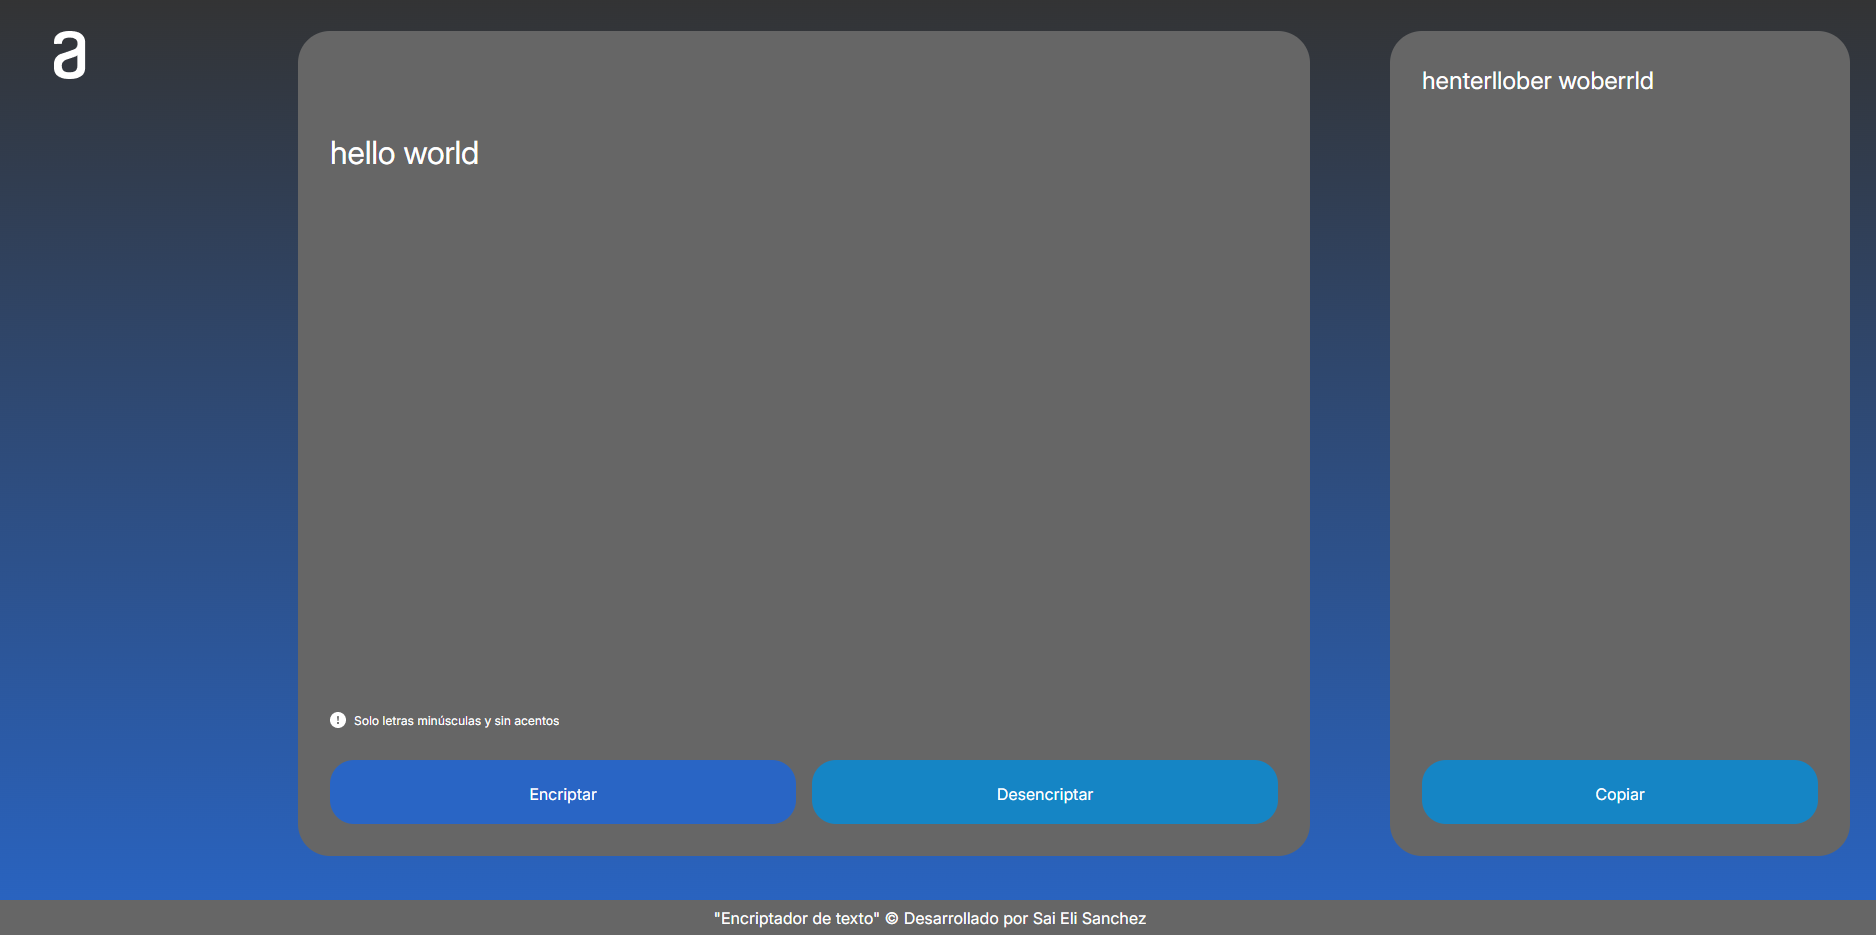 a
hello world
Solo letras minúsculas y sin acentos
Encriptar
Desencriptar
henterllober woberrld
Copiar
"Encriptador de texto" © Desarrollado por Sai Eli Sanchez